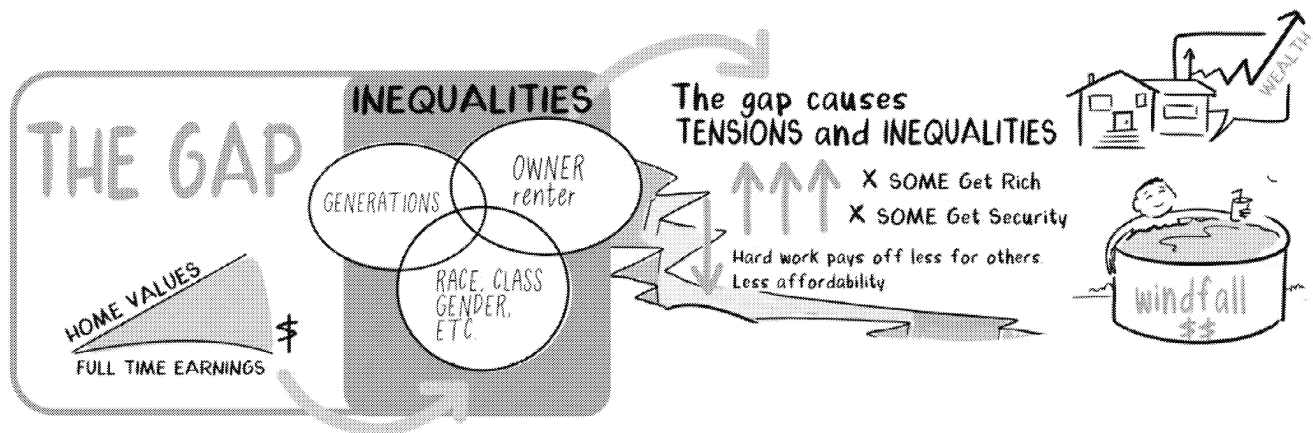 THE GAP
HOME VALUES
$
FULL TIME EARNINGS
INEQUALITIES
GENERATIONS
OWNER
renter
RACE, CLASS
GENDER,
ETC.
The gap causes
TENSIONS and INEQUALITIES
X SOME Get Rich
X SOME Get Security
Hard work pays off less for others.
Less affordability
WEALTH
windfall
$$